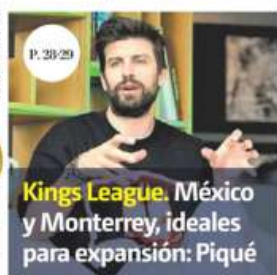 P. 28-29
Kings League. México
y Monterrey, ideales
para expansión: Piqué